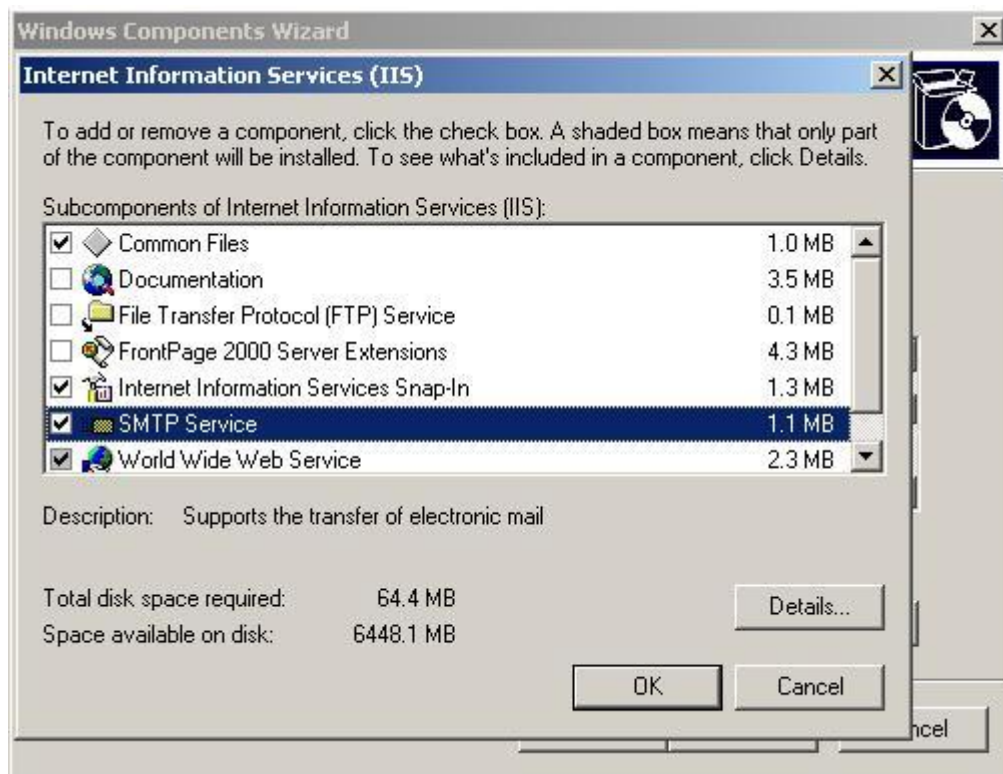 Windows Components Wizard
Internet Information Services (IIS)
To add or remove a component, click the check box. A shaded box means that only part
of the component will be installed. To see what's included in a component, click Details.
Subcomponents of Internet Information Services (IIS):
Common Files 1.0 MB
Documentation 3.5 MB
File Transfer Protocol (FTP) Service 0.1 MB
FrontPage 2000 Server Extensions 4.3 MB
Internet Information Services Snap-In 1.3 MB
SMTP Service 1.1 MB
World Wide Web Service 2.3 MB
Description: Supports the transfer of electronic mail
Total disk space required: 64.4 MB
Space available on disk: 6448.1 MB
Details...
OK Cancel
ncel